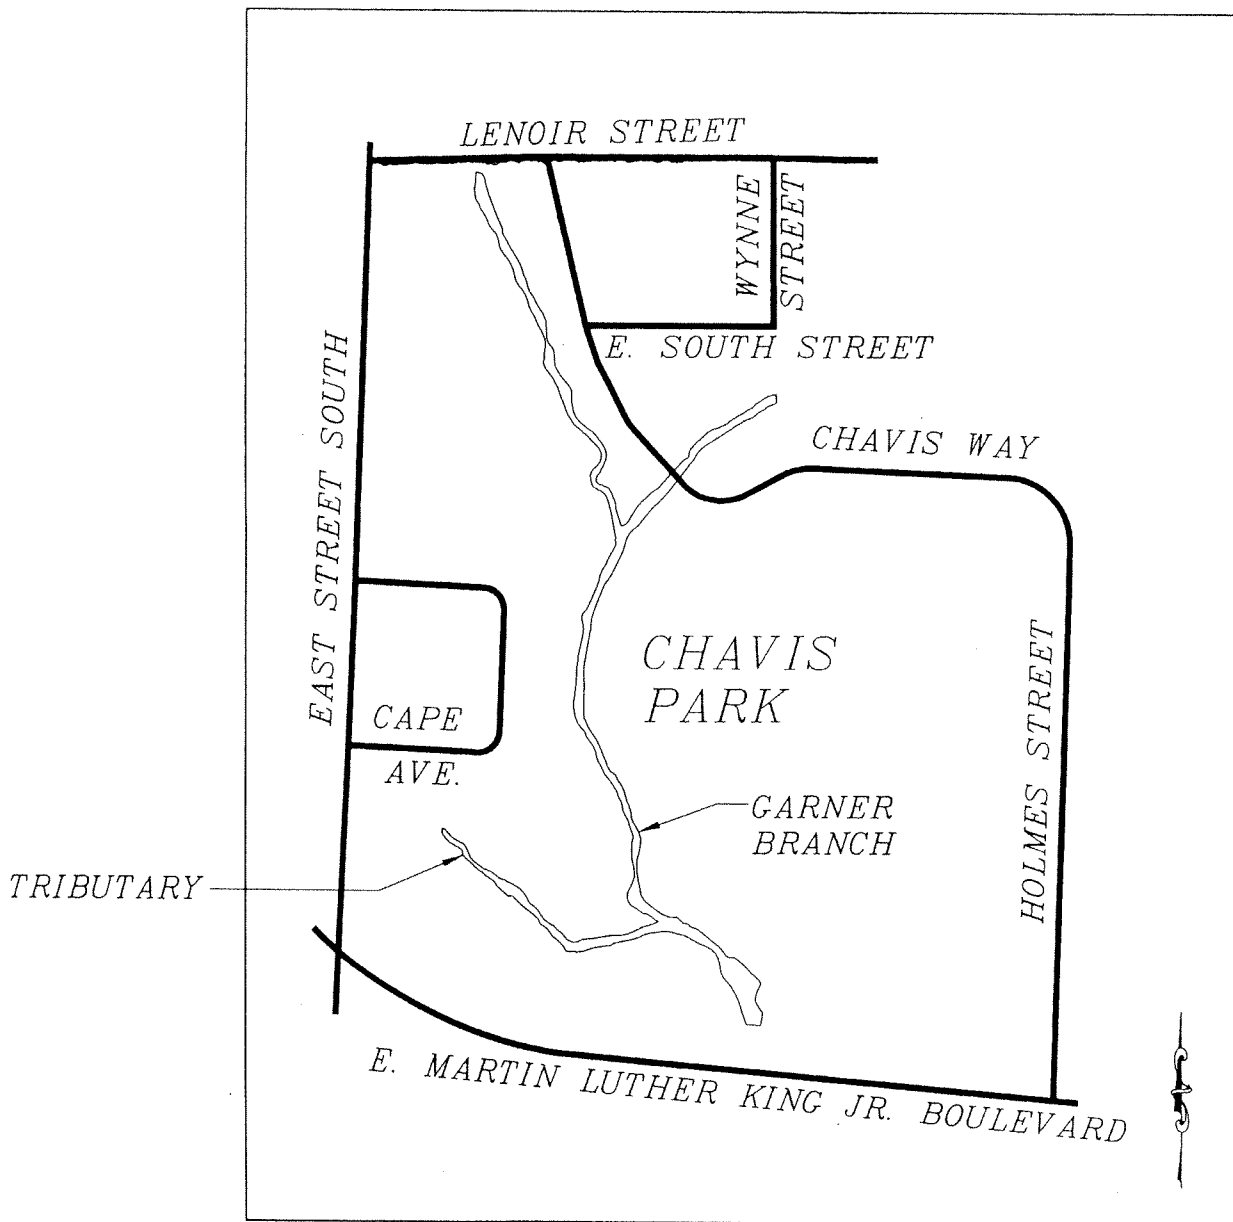 LENOIR STREET
WYNNE
STREET
E. SOUTH STREET
EAST STREET SOUTH
CHAVIS WAY
CHAVIS
PARK
HOLMES STREET
CAPE
AVE.
GARNER
BRANCH
TRIBUTARY
E. MARTIN LUTHER KING JR. BOULEVARD